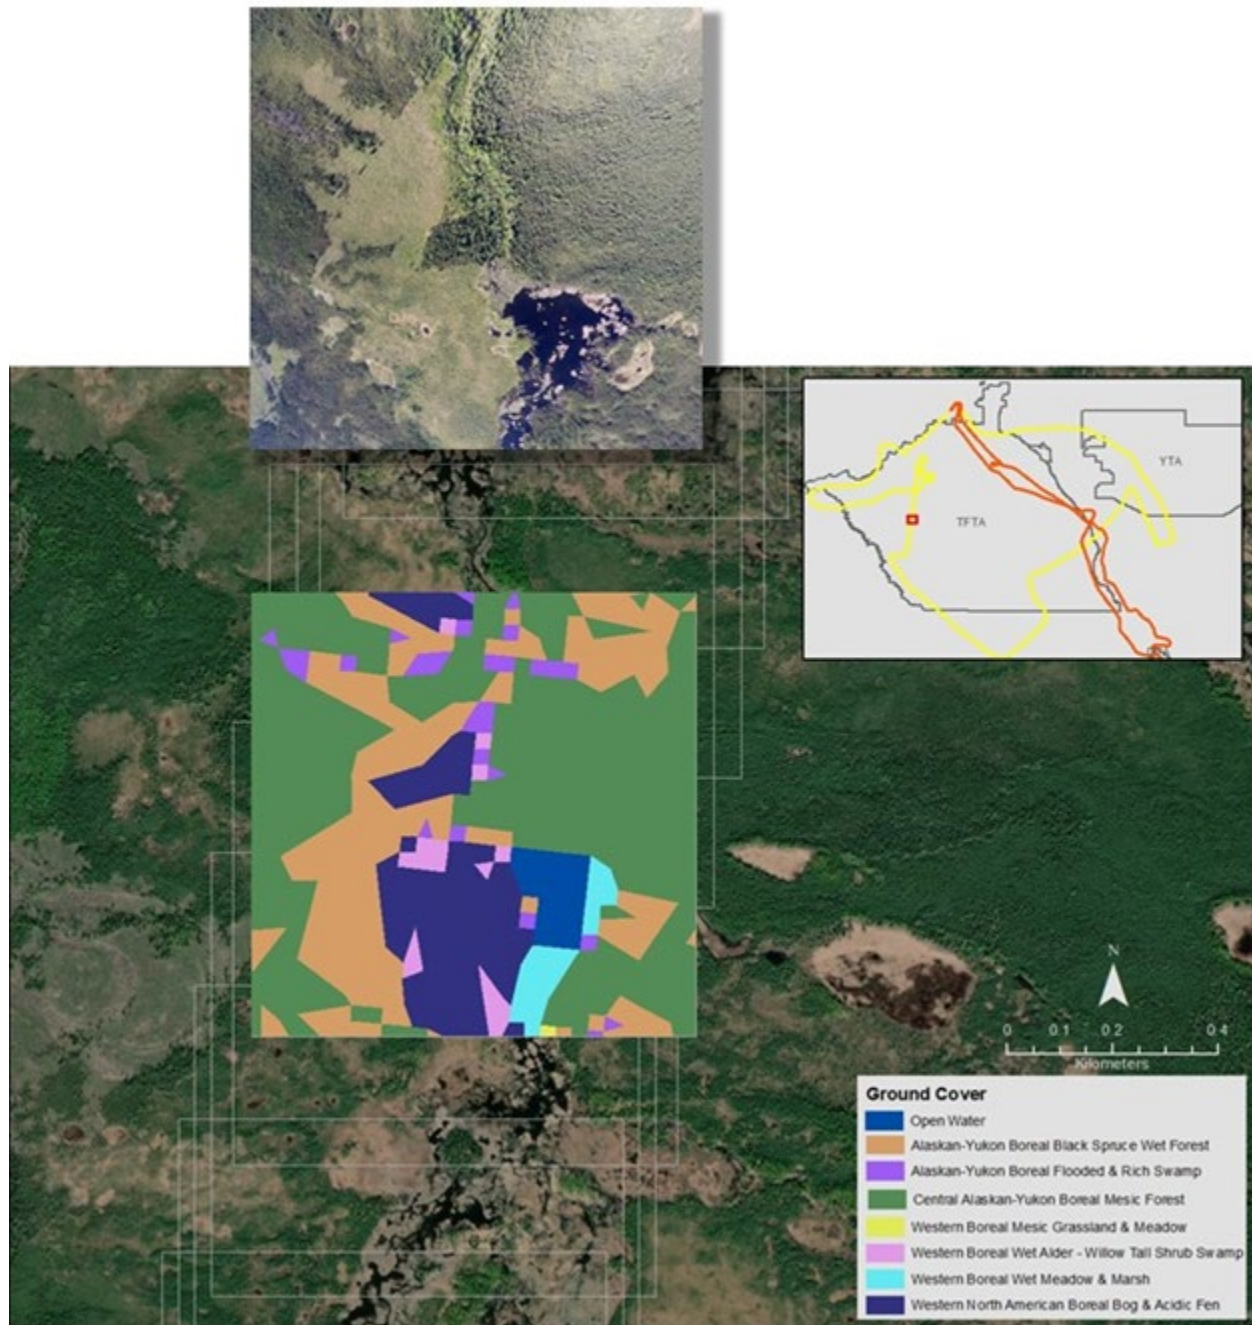 YTA
TFTA
N
0 0.1 0.2 0.4
Kilometers
Ground Cover
Open Water
Alaskan-Yukon Boreal Black Spruce Wet Forest
Alaskan-Yukon Boreal Flooded & Rich Swamp
Central Alaskan-Yukon Boreal Mesic Forest
Western Boreal Mesic Grassland & Meadow
Western Boreal Wet Alder - Willow Tall Shrub Swamp
Western Boreal Wet Meadow & Marsh
Western North American Boreal Bog & Acidic Fen